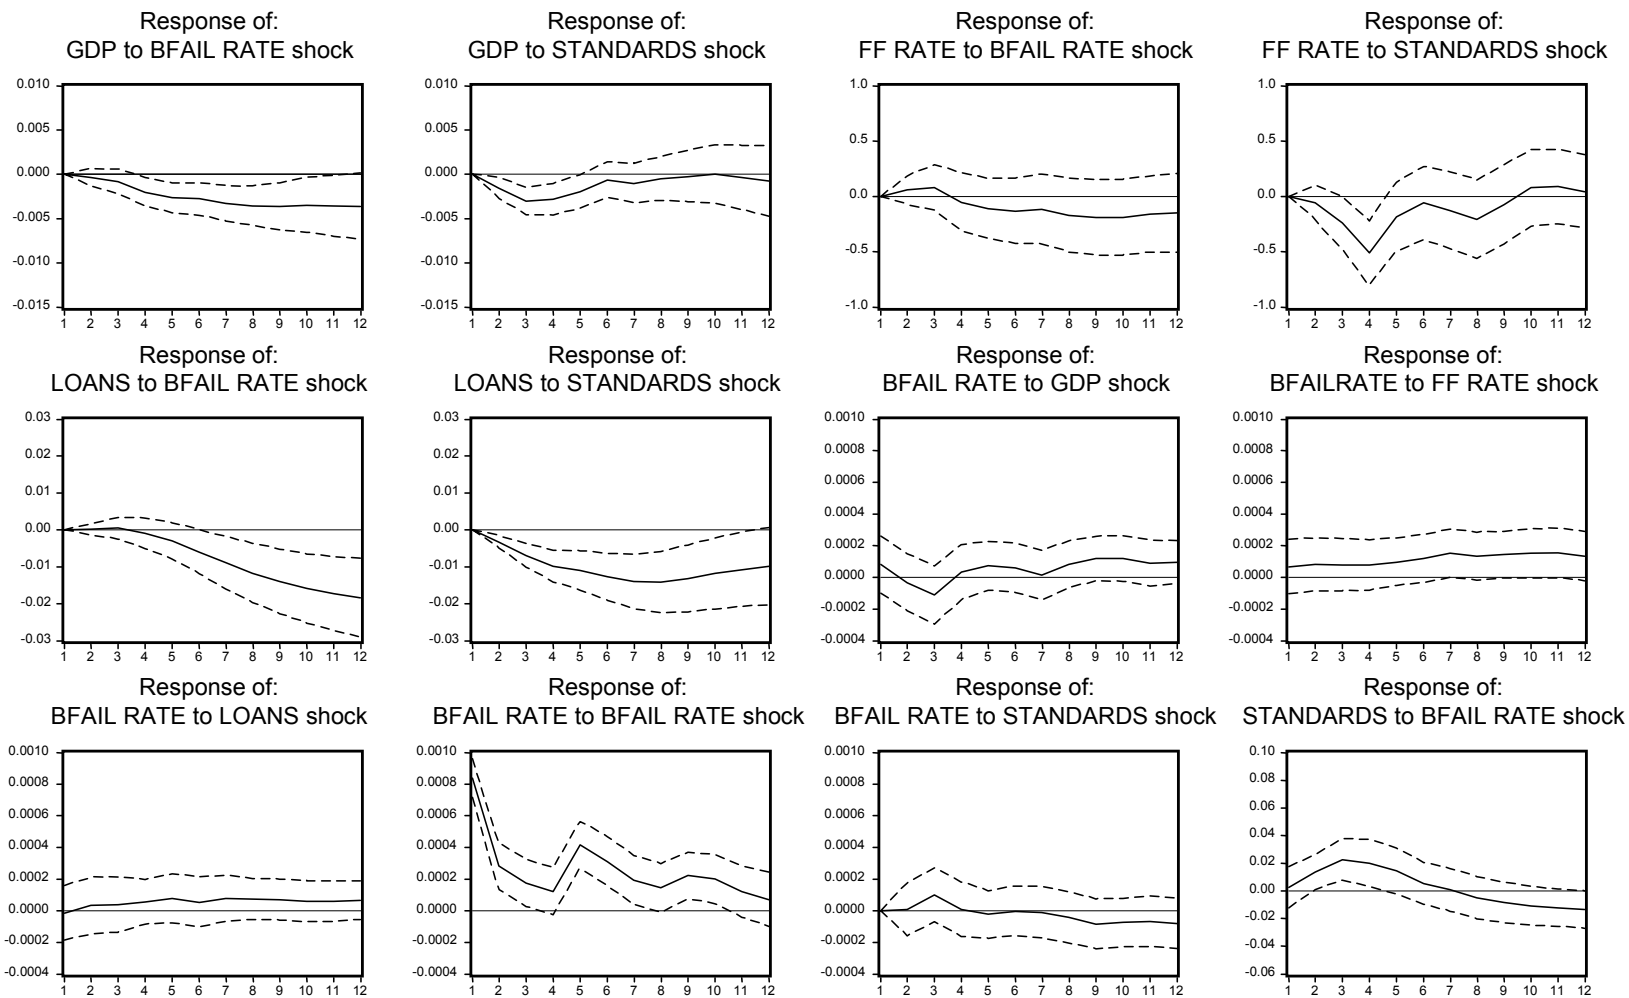 Response of:
GDP to BFAIL RATE shock
0.010
0.005
0.000
-0.005
-0.010
-0.015
1 2 3 4 5 6 7 8 9 10 11 12
Response of:
GDP to STANDARDS shock
0.010
0.005
0.000
-0.005
-0.010
-0.015
1 2 3 4 5 6 7 8 9 10 11 12
Response of:
FF RATE to BFAIL RATE shock
1.0
0.5
0.0
-0.5
-1.0
1 2 3 4 5 6 7 8 9 10 11 12
Response of:
FF RATE to STANDARDS shock
1.0
0.5
0.0
-0.5
-1.0
1 2 3 4 5 6 7 8 9 10 11 12
Response of:
LOANS to BFAIL RATE shock
0.03
0.02
0.01
0.00
-0.01
-0.02
-0.03
1 2 3 4 5 6 7 8 9 10 11 12
Response of:
LOANS to STANDARDS shock
0.03
0.02
0.01
0.00
-0.01
-0.02
-0.03
1 2 3 4 5 6 7 8 9 10 11 12
Response of:
BFAIL RATE to GDP shock
0.0010
0.0008
0.0006
0.0004
0.0002
0.0000
-0.0002
-0.0004
1 2 3 4 5 6 7 8 9 10 11 12
Response of:
BFAILRATE to FF RATE shock
0.0010
0.0008
0.0006
0.0004
0.0002
0.0000
-0.0002
-0.0004
1 2 3 4 5 6 7 8 9 10 11 12
Response of:
BFAIL RATE to LOANS shock
0.0010
0.0008
0.0006
0.0004
0.0002
0.0000
-0.0002
-0.0004
1 2 3 4 5 6 7 8 9 10 11 12
Response of:
BFAIL RATE to BFAIL RATE shock
0.0010
0.0008
0.0006
0.0004
0.0002
0.0000
-0.0002
-0.0004
1 2 3 4 5 6 7 8 9 10 11 12
Response of:
BFAIL RATE to STANDARDS shock
0.0010
0.0008
0.0006
0.0004
0.0002
0.0000
-0.0002
-0.0004
1 2 3 4 5 6 7 8 9 10 11 12
Response of:
STANDARDS to BFAIL RATE shock
0.10
0.08
0.06
0.04
0.02
0.00
-0.02
-0.04
-0.06
1 2 3 4 5 6 7 8 9 10 11 12